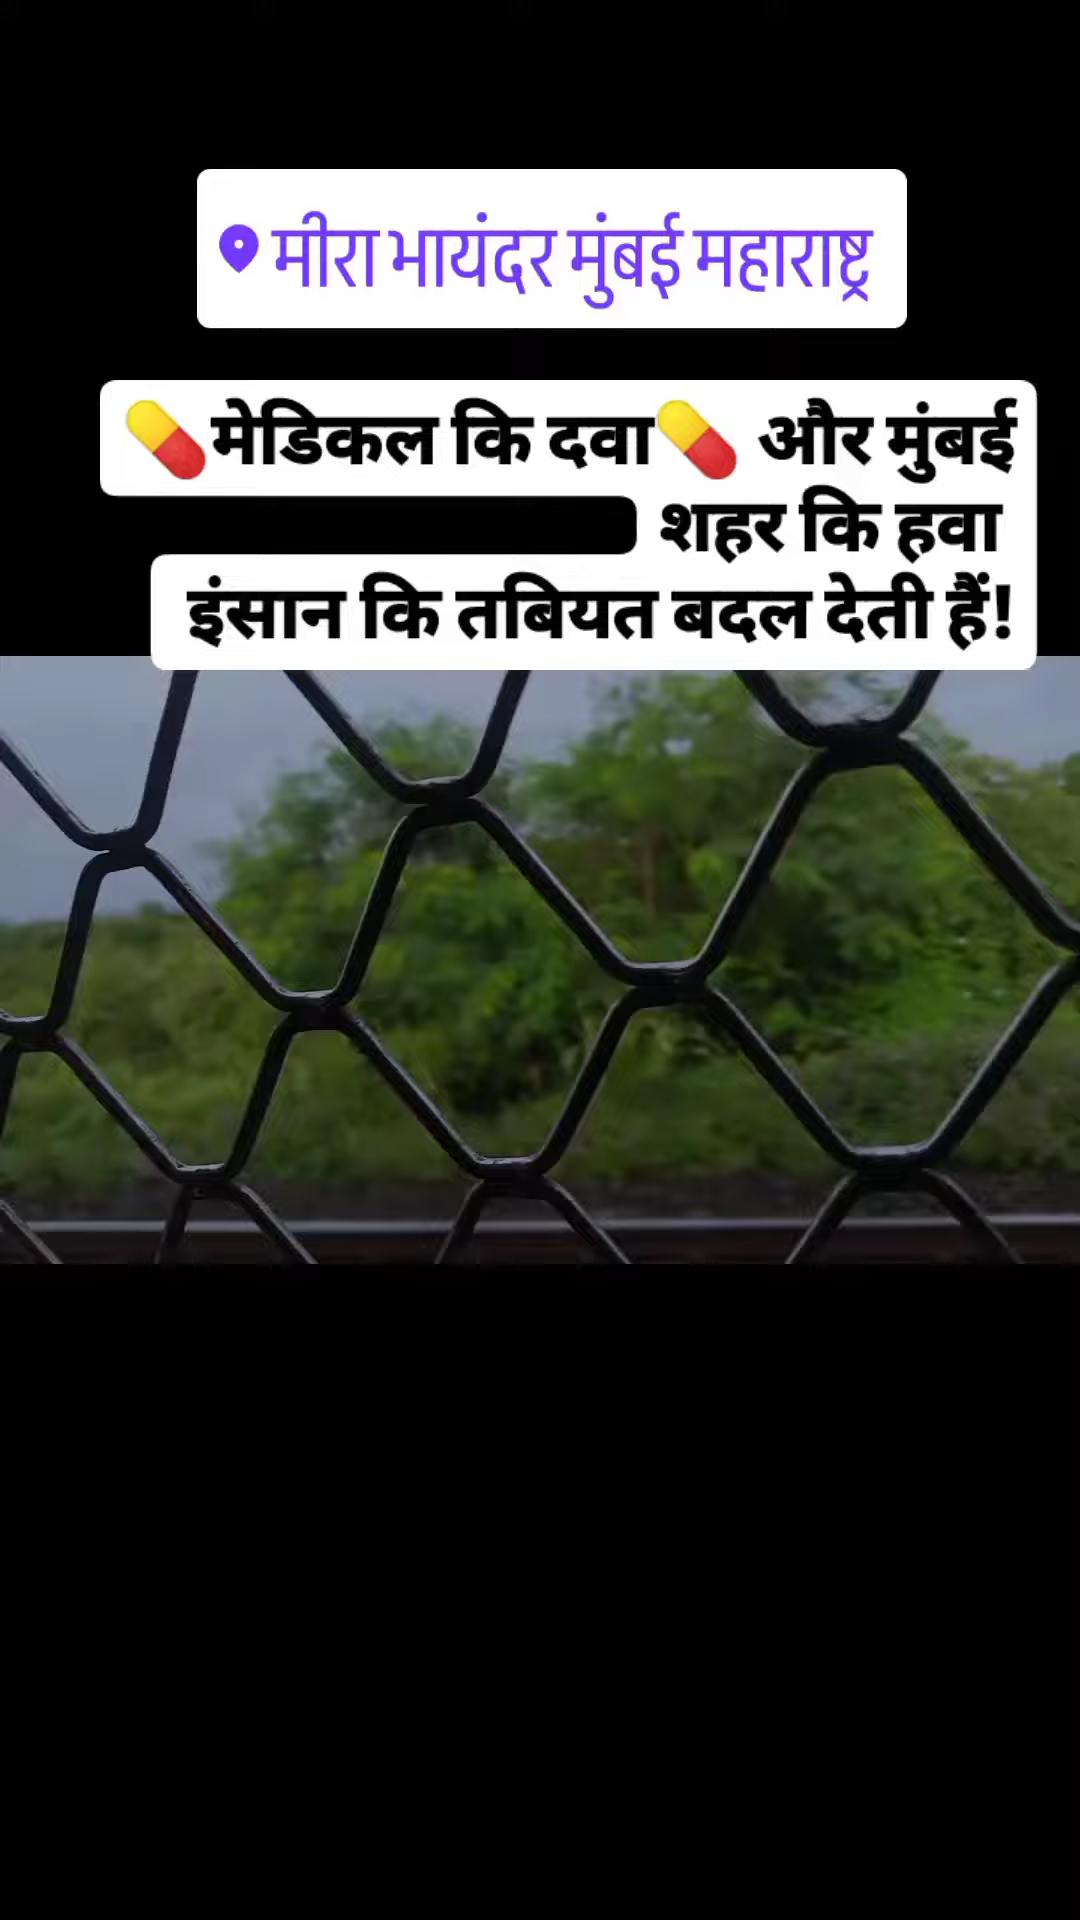 मीरा भायंदर मुंबई महाराष्ट्र
💊मेडिकल कि दवा💊 और मुंबई
शहर कि हवा
इंसान कि तबियत बदल देती हैं!